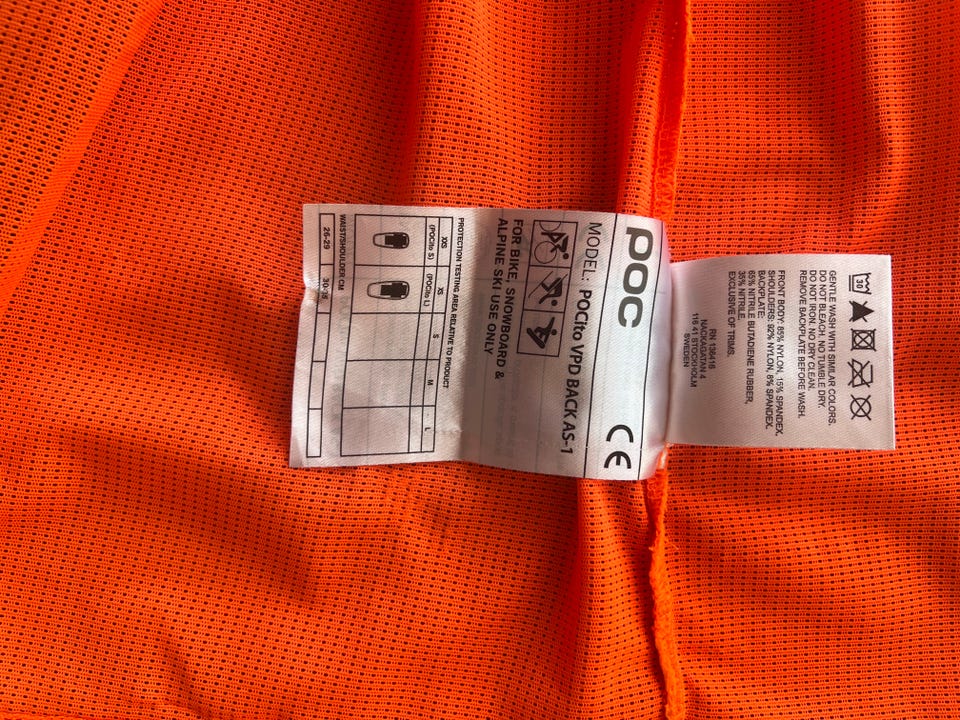 POC
CE
MODEL: POCito VPD BACK AS-1
FOR BIKE, SNOWBOARD &
ALPINE SKI USE ONLY
PROTECTION TESTING AREA RELATIVE TO PRODUCT
XXS XS S M L
(POCito S) (POCito L)
WAIST/SHOULDER CM
26-29
30
GENTLE WASH WITH SIMILAR COLORS.
DO NOT BLEACH. NO TUMBLE DRY.
DO NOT IRON. NO DRY CLEAN.
REMOVE BACKPLATE BEFORE WASH.
FRONT BODY: 85% NYLON, 15% SPANDEX.
SHOULDERS: 92% NYLON, 8% SPANDEX.
BACKPLATE:
65% NITRILE BUTADIENE RUBBER,
35% NITRILE.
EXCLUSIVE OF TRIMS.
RN 136416
NACKAGATAN 4
116 41 STOCKHOLM
SWEDEN